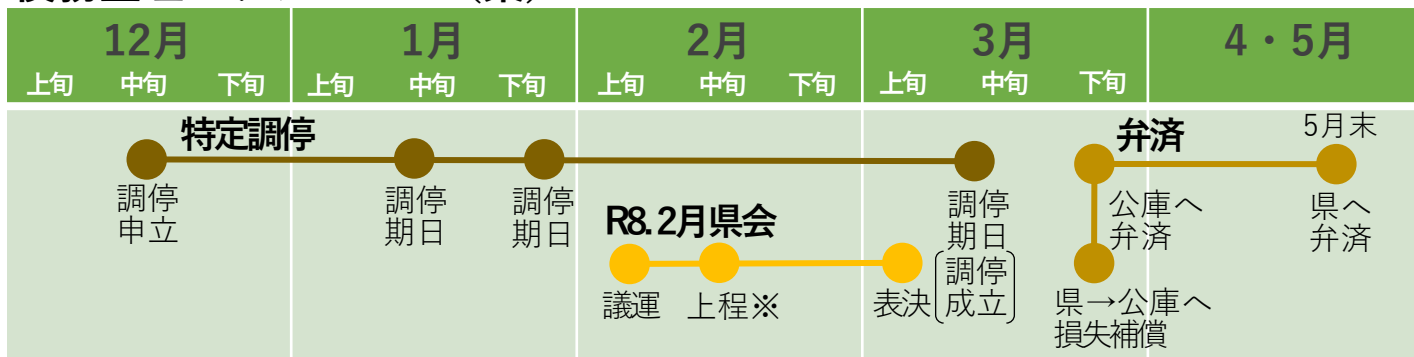 (案)
12月 1月 2月 3月 4・5月
上旬 中旬 下旬 上旬 中旬 下旬 上旬 中旬 下旬 上旬 中旬 下旬
特定調停 弁済 5月末
調停
申立
調停
期日
調停
期日
調停
期日
[調停
成立]
公庫へ
弁済
県へ
弁済
R8.2月県会
議運 上程※ 表決
県→公庫へ
損失補償